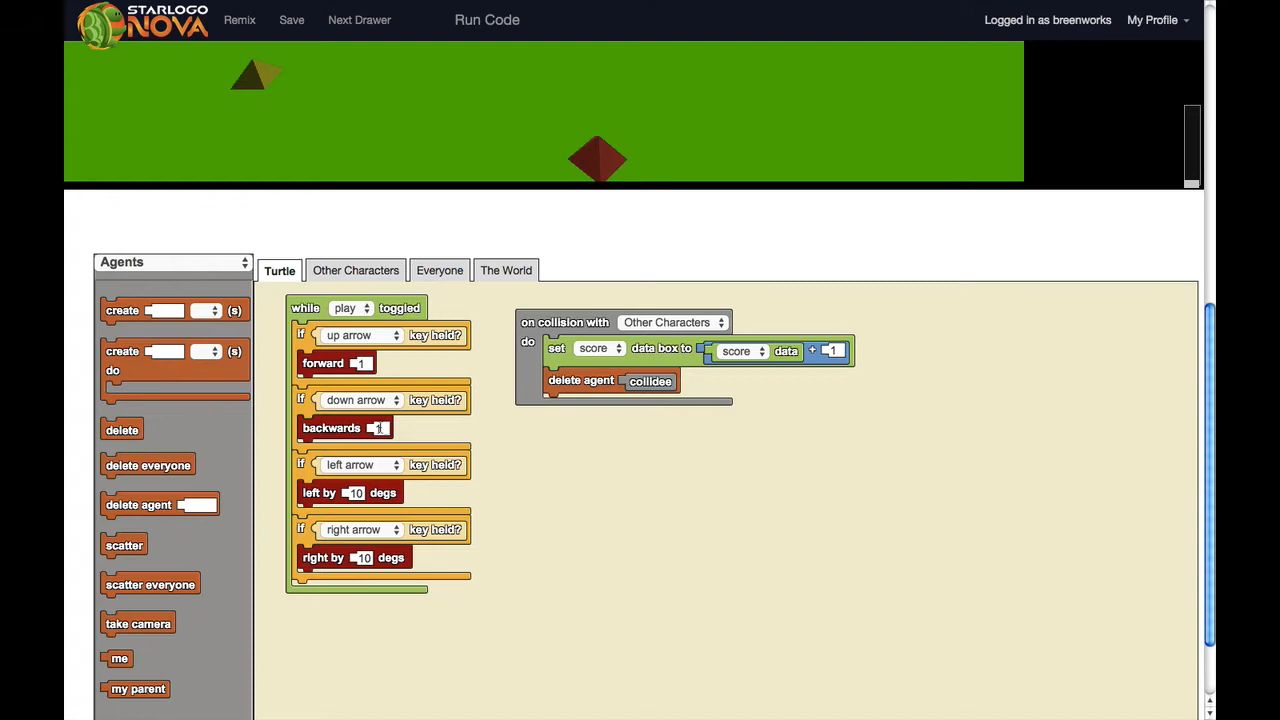 STARLOGO
NOVA
Remix
Save
Next Drawer
Run Code
Logged in as breenworks
My Profile
Agents
Turtle
Other Characters
Everyone
The World
create (s)
create (s)
do
delete
delete everyone
delete agent
scatter
scatter everyone
take camera
me
my parent
while play toggled
if up arrow key held?
forward 1
if down arrow key held?
backwards
if left arrow key held?
left by 10 degs
if right arrow key held?
right by 10 degs
on collision with Other Characters
do set score data box to score data + 1
delete agent collidee